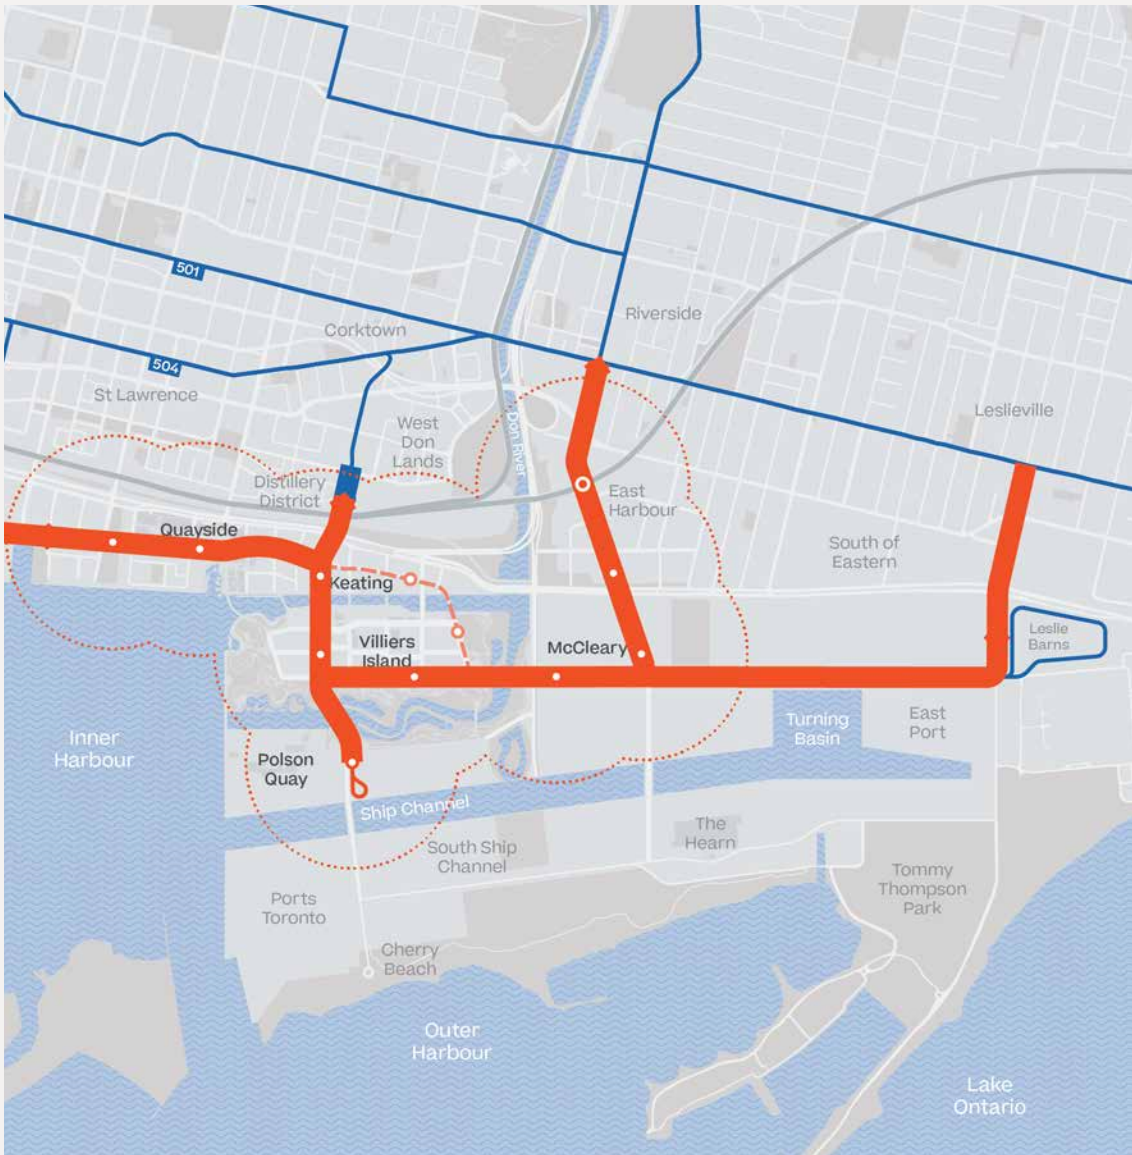 501
Riverside
Corktown
504
St Lawrence
Leslieville
West
Don
Lands
Don River
Distillery
District
East
Harbour
Quayside
South of
Eastern
Keating
Villiers
Island
McCleary
Leslie
Barns
Inner
Harbour
Turning
Basin
East
Port
Polson
Quay
Ship Channel
The
Hearn
South Ship
Channel
Tommy
Thompson
Park
Ports
Toronto
Cherry
Beach
Outer
Harbour
Lake
Ontario